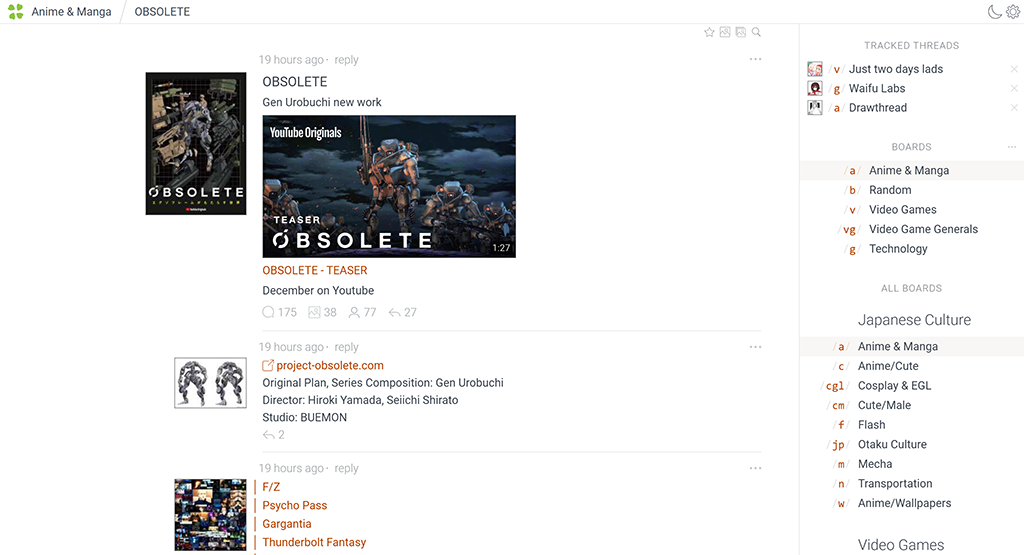 Anime & Manga
OBSOLETE
19 hours ago · reply
OBSOLETE
Gen Urobuchi new work
OBSOLETE
YouTube Originals
TEASER
OBSOLETE
1:27
OBSOLETE - TEASER
December on Youtube
175 38 77 27
19 hours ago · reply
project-obsolete.com
Original Plan, Series Composition: Gen Urobuchi
Director: Hiroki Yamada, Seiichi Shirato
Studio: BUEMON
2
19 hours ago · reply
F/Z
Psycho Pass
Gargantia
Thunderbolt Fantasy
TRACKED THREADS
/v/ Just two days lads
/g/ Waifu Labs
/a/ Drawthread
BOARDS
/a/ Anime & Manga
/b/ Random
/v/ Video Games
/vg/ Video Game Generals
/g/ Technology
ALL BOARDS
Japanese Culture
/a/ Anime & Manga
/c/ Anime/Cute
/cgl/ Cosplay & EGL
/cm/ Cute/Male
/f/ Flash
/jp/ Otaku Culture
/m/ Mecha
/n/ Transportation
/w/ Anime/Wallpapers
Video Games